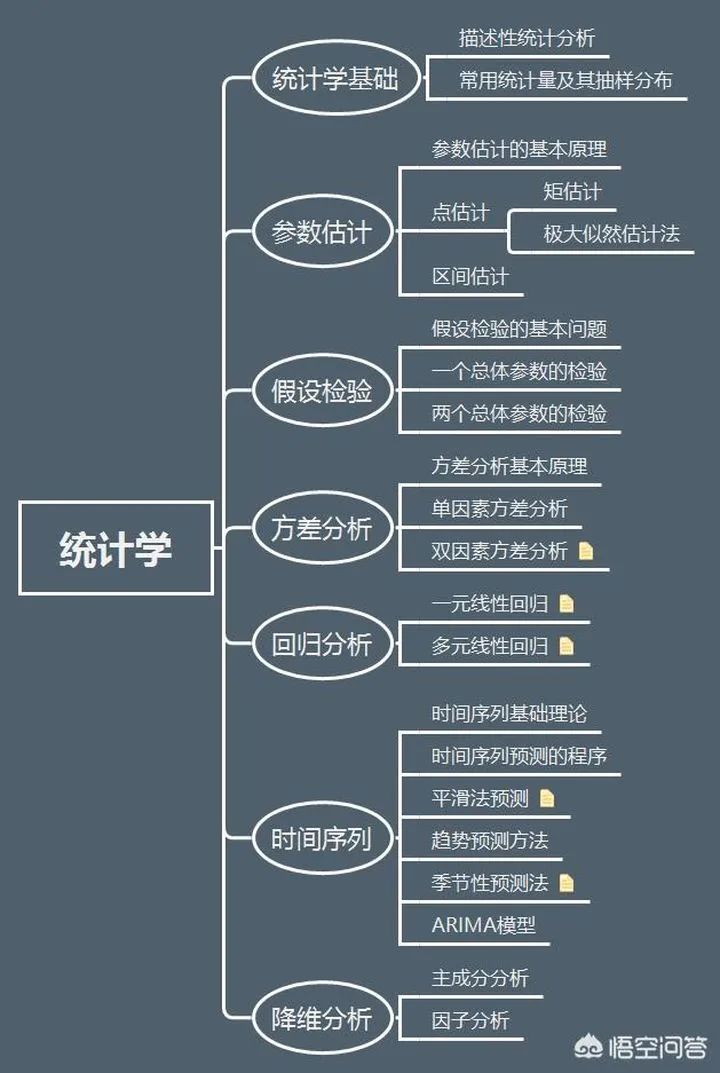 统计学
统计学基础
描述性统计分析
常用统计量及其抽样分布
参数估计
参数估计的基本原理
点估计
矩估计
极大似然估计法
区间估计
假设检验
假设检验的基本问题
一个总体参数的检验
两个总体参数的检验
方差分析
方差分析基本原理
单因素方差分析
双因素方差分析
回归分析
一元线性回归
多元线性回归
时间序列
时间序列基础理论
时间序列预测的程序
平滑法预测
趋势预测方法
季节性预测法
ARIMA模型
降维分析
主成分分析
因子分析
悟空问答